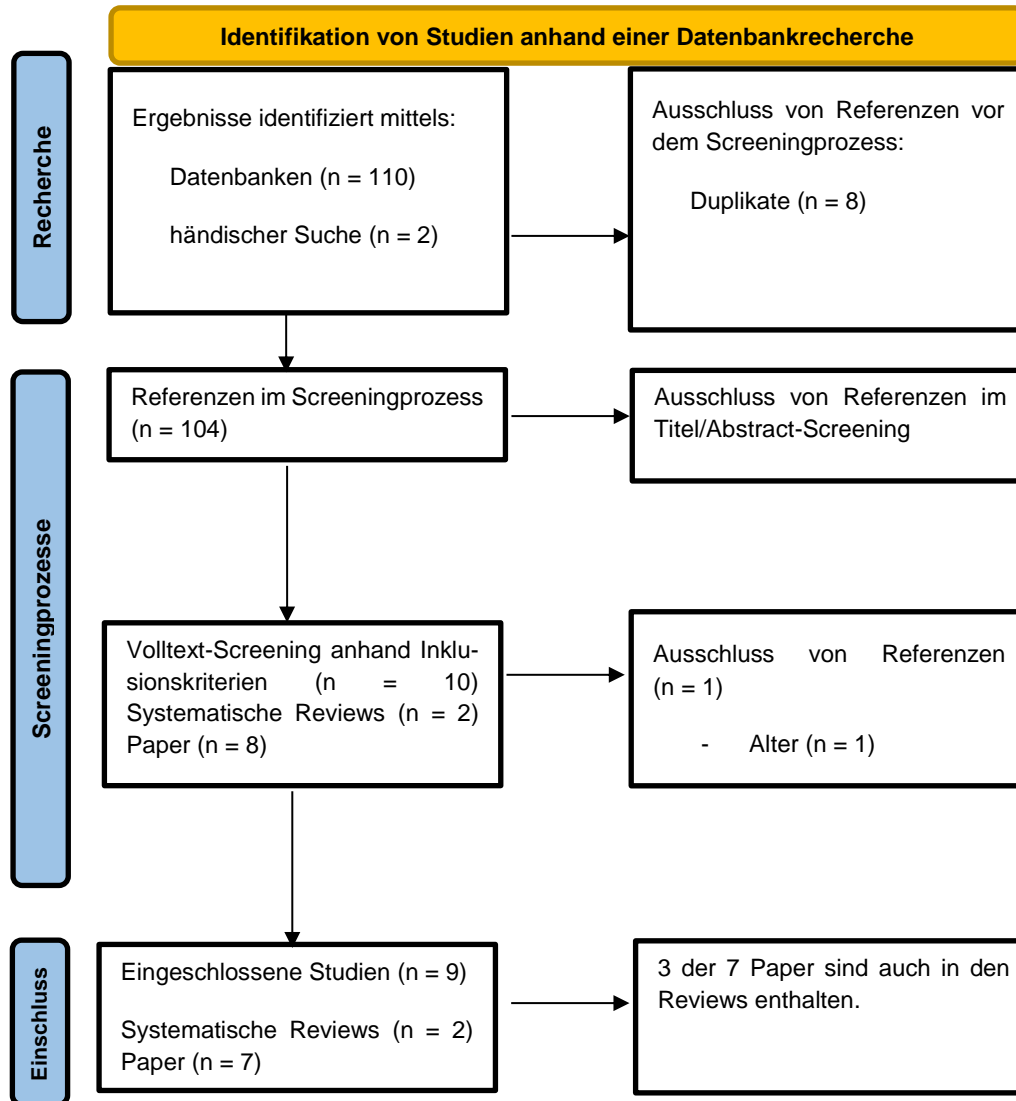 Identifikation von Studien anhand einer Datenbankrecherche
Recherche
Ergebnisse identifiziert mittels:
Datenbanken (n = 110)
händischer Suche (n = 2)
Ausschluss von Referenzen vor
dem Screeningprozess:
Duplikate (n = 8)
Screeningprozesse
Referenzen im Screeningprozess
(n = 104)
Ausschluss von Referenzen im
Titel/Abstract-Screening
Volltext-Screening anhand Inklu-
sionskriterien (n = 10)
Systematische Reviews (n = 2)
Paper (n = 8)
Ausschluss von Referenzen
(n = 1)
- Alter (n = 1)
Einschluss
Eingeschlossene Studien (n = 9)
Systematische Reviews (n = 2)
Paper (n = 7)
3 der 7 Paper sind auch in den
Reviews enthalten.